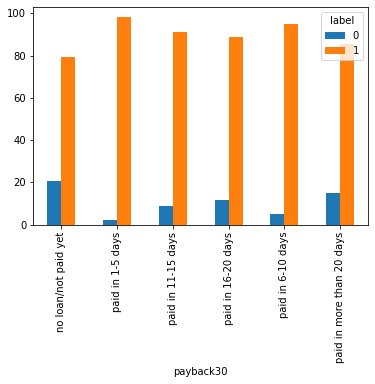 label
0
1
100
80
60
40
20
0
no loan/not paid yet
paid in 1-5 days
paid in 11-15 days
paid in 16-20 days
paid in 6-10 days
paid in more than 20 days
payback30